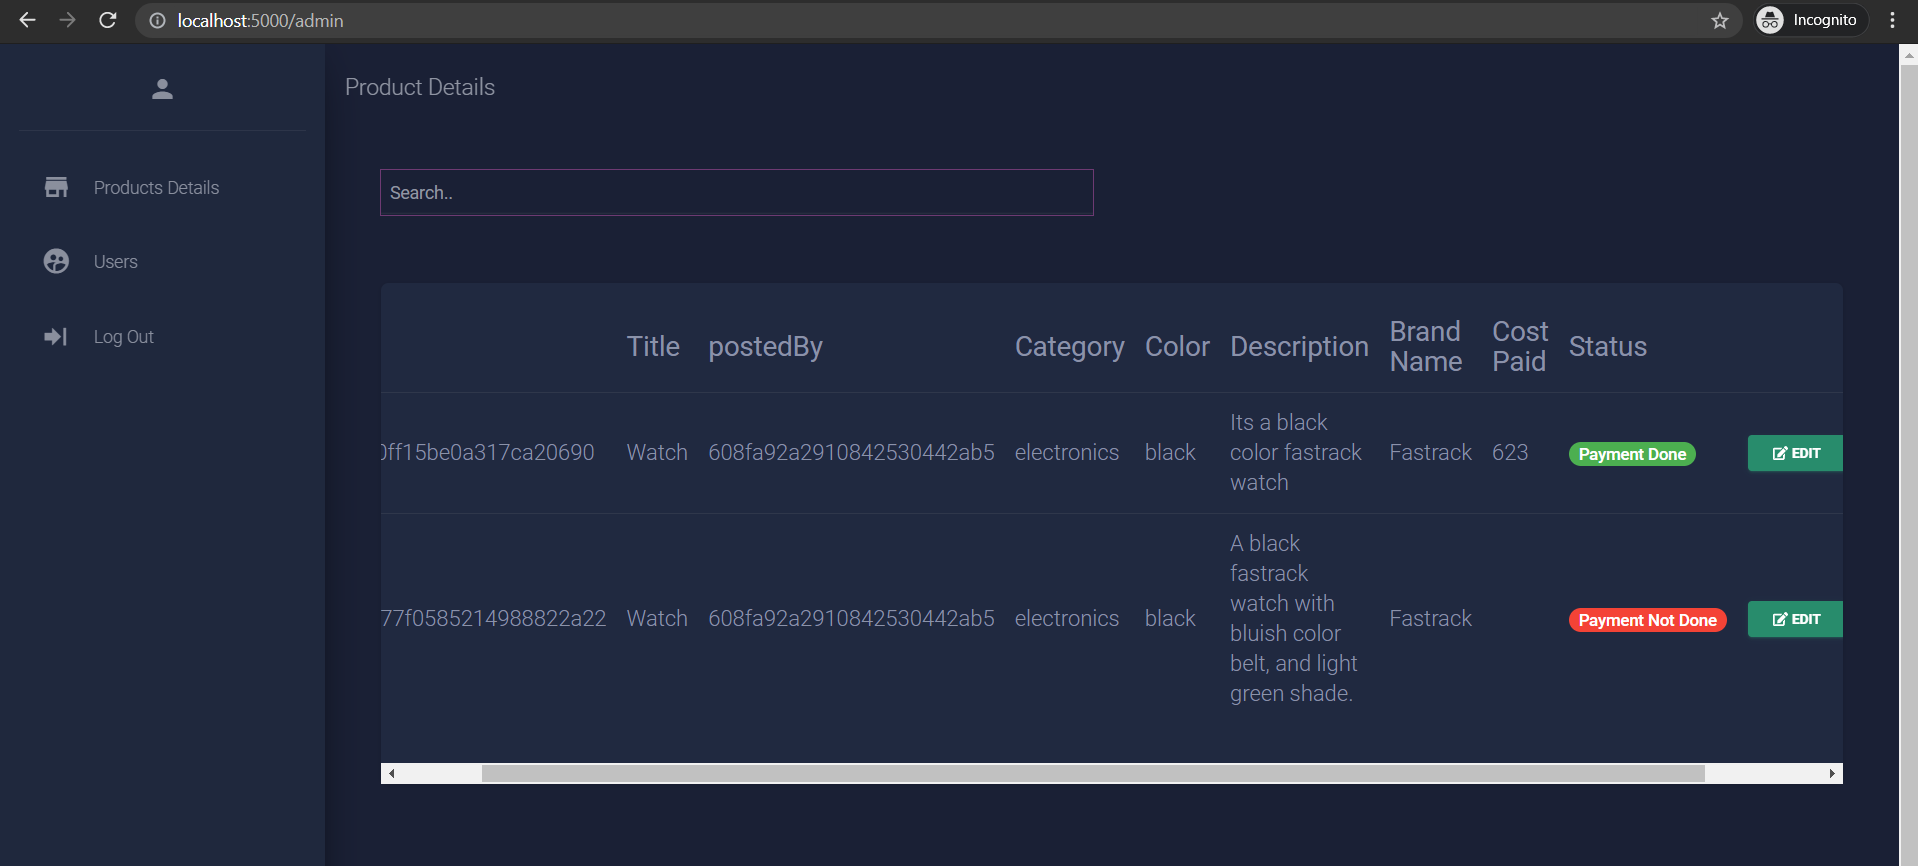 localhost:5000/admin
Incognito
Product Details
Products Details
Users
Log Out
Search..
Title postedBy Category Color Description Brand Name Cost Paid Status
0ff15be0a317ca20690 Watch 608fa92a2910842530442ab5 electronics black
Its a black
color fastrack
watch
Fastrack 623 Payment Done EDIT
77f0585214988822a22 Watch 608fa92a2910842530442ab5 electronics black
A black
fastrack
watch with
bluish color
belt, and light
green shade.
Fastrack Payment Not Done EDIT